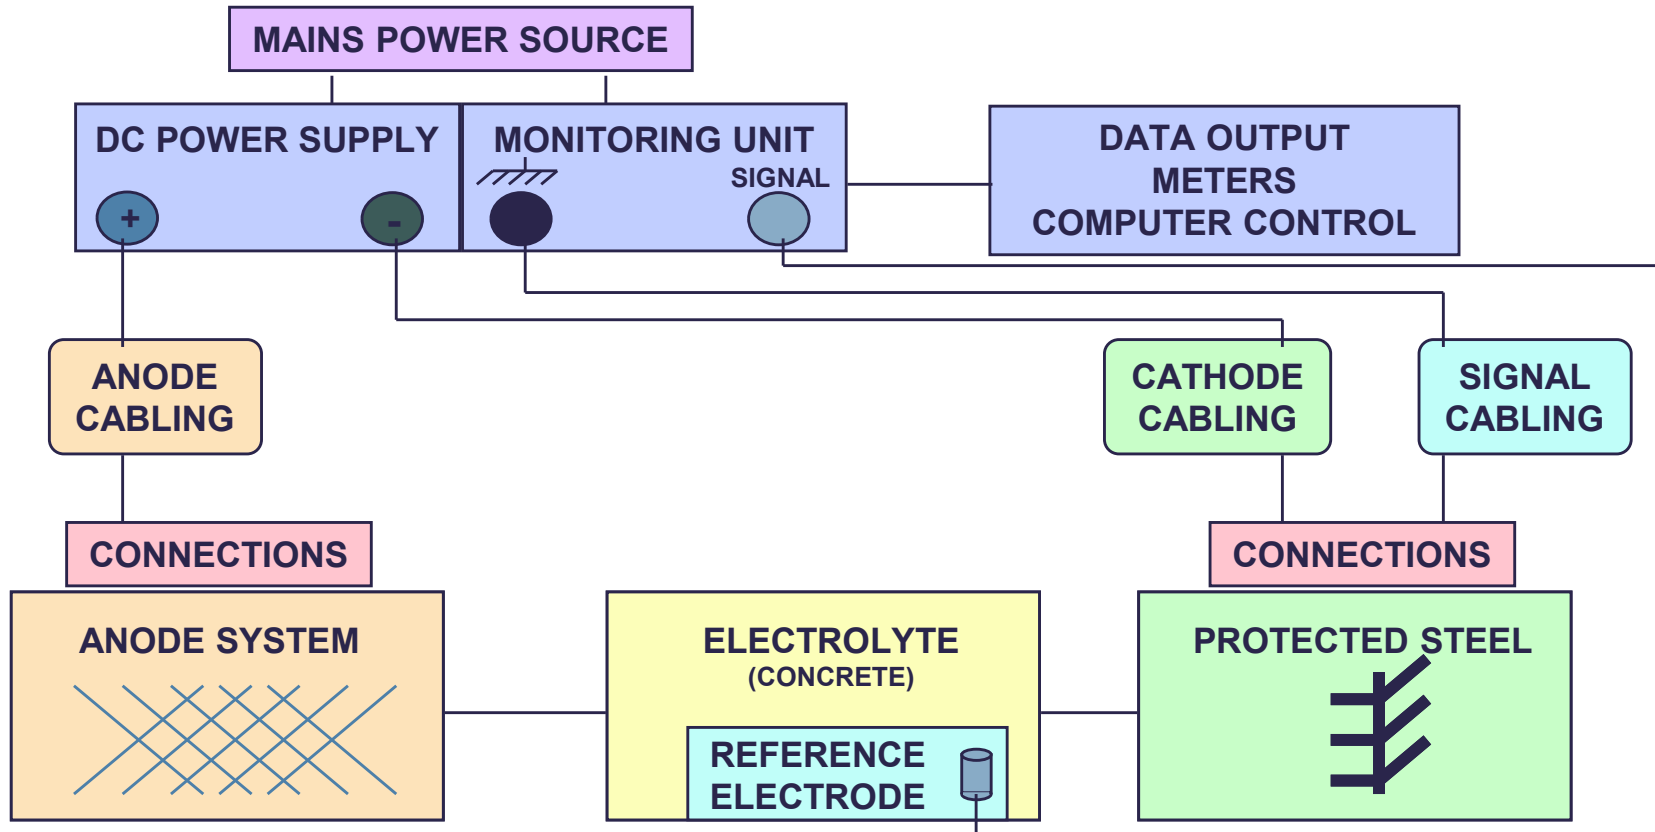 MAINS POWER SOURCE
DC POWER SUPPLY
MONITORING UNIT
SIGNAL
+
-
DATA OUTPUT
METERS
COMPUTER CONTROL
ANODE
CABLING
CATHODE
CABLING
SIGNAL
CABLING
CONNECTIONS
CONNECTIONS
ANODE SYSTEM
ELECTROLYTE
(CONCRETE)
REFERENCE
ELECTRODE
PROTECTED STEEL